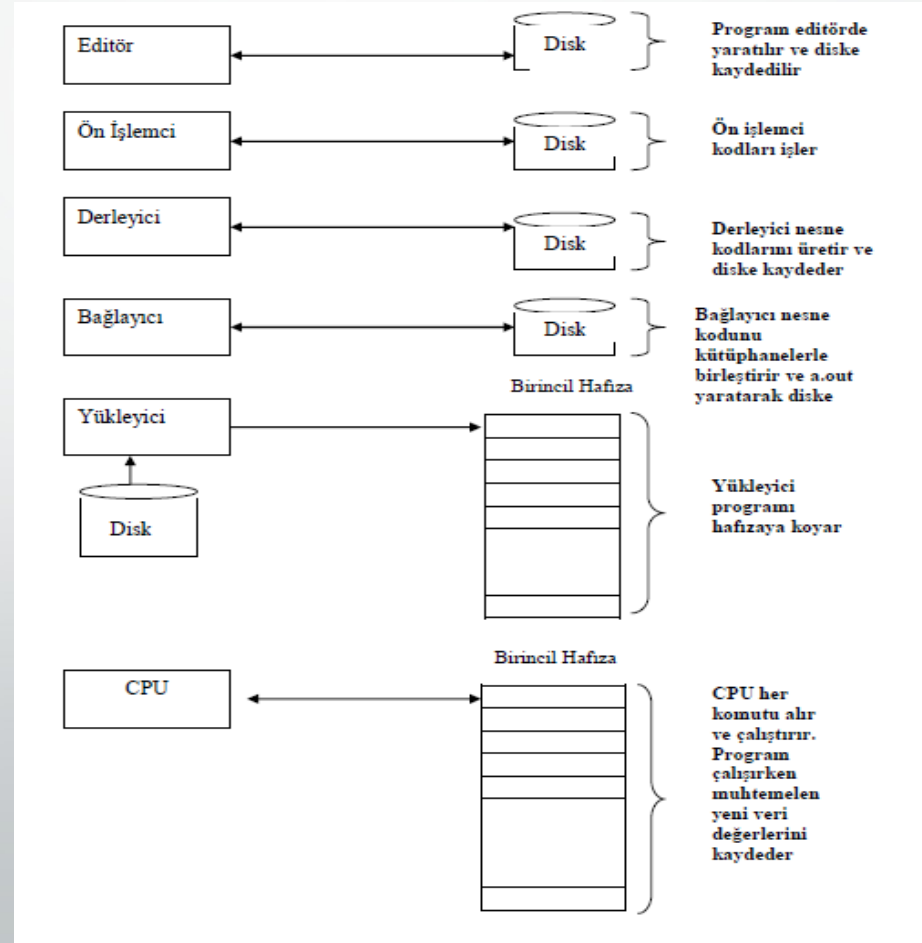 Editör
Disk
Program editörde
yaratılır ve diske
kaydedilir
Ön İşlemci
Disk
Ön işlemci
kodları işler
Derleyici
Disk
Derleyici nesne
kodlarını üretir ve
diske kaydeder
Bağlayıcı
Disk
Bağlayıcı nesne
kodunu
kütüphanelerle
birleştirir ve a.out
yaratarak diske
Birincil Hafıza
Yükleyici
Disk
Yükleyici
programı
hafızaya koyar
Birincil Hafıza
CPU
CPU her
komutu alır
ve çalıştırır.
Program
çalışırken
muhtemelen
yeni veri
değerlerini
kaydeder